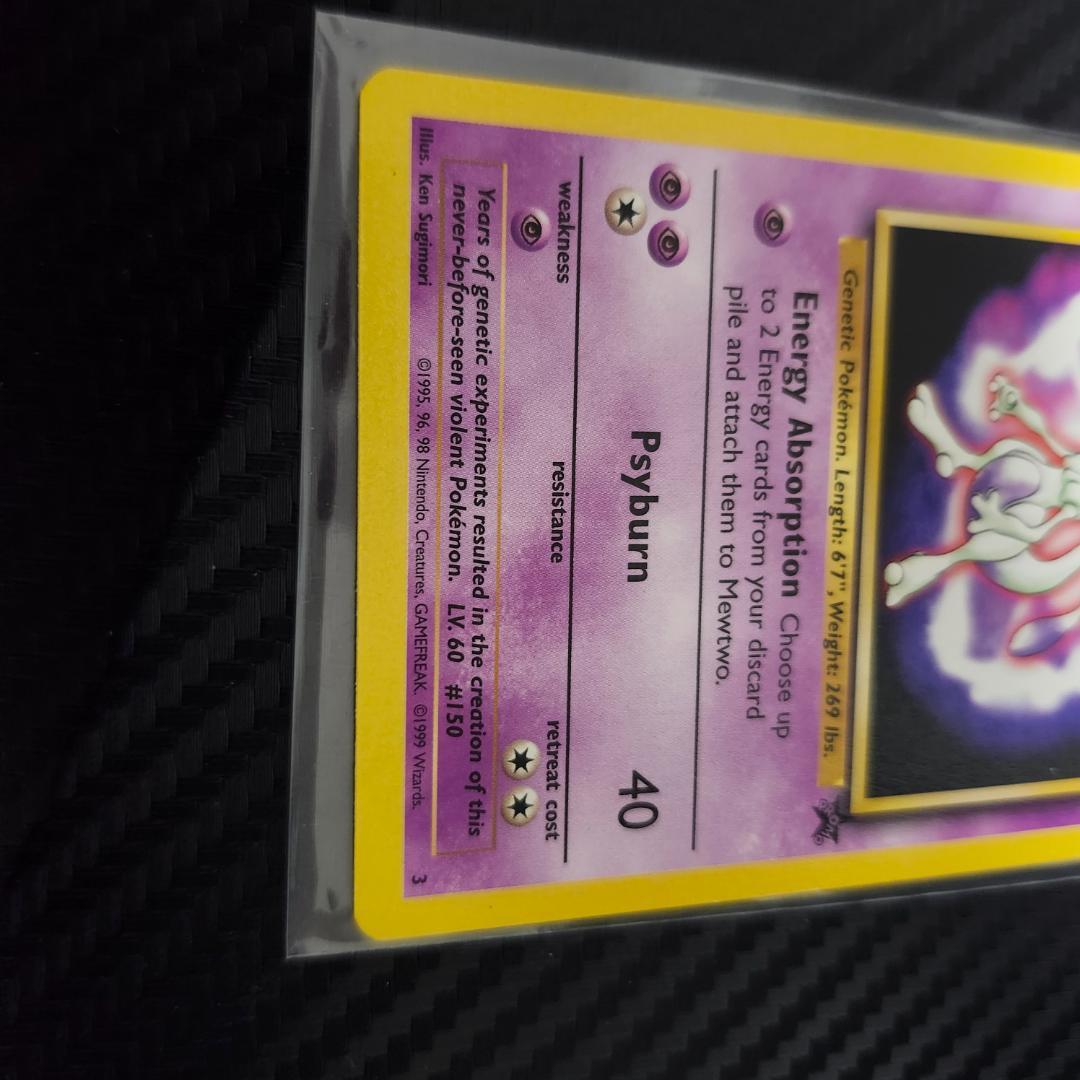 Genetic Pokémon. Length: 6'7", Weight: 269 lbs.
Energy Absorption Choose up
to 2 Energy cards from your discard
pile and attach them to Mewtwo.
Psyburn 40
weakness resistance retreat cost
Years of genetic experiments resulted in the creation of this
never-before-seen violent Pokémon. LV. 60 #150
Illus. Ken Sugimori ©1995, 96, 98 Nintendo, Creatures, GAMEFREAK. ©1999 Wizards. 3